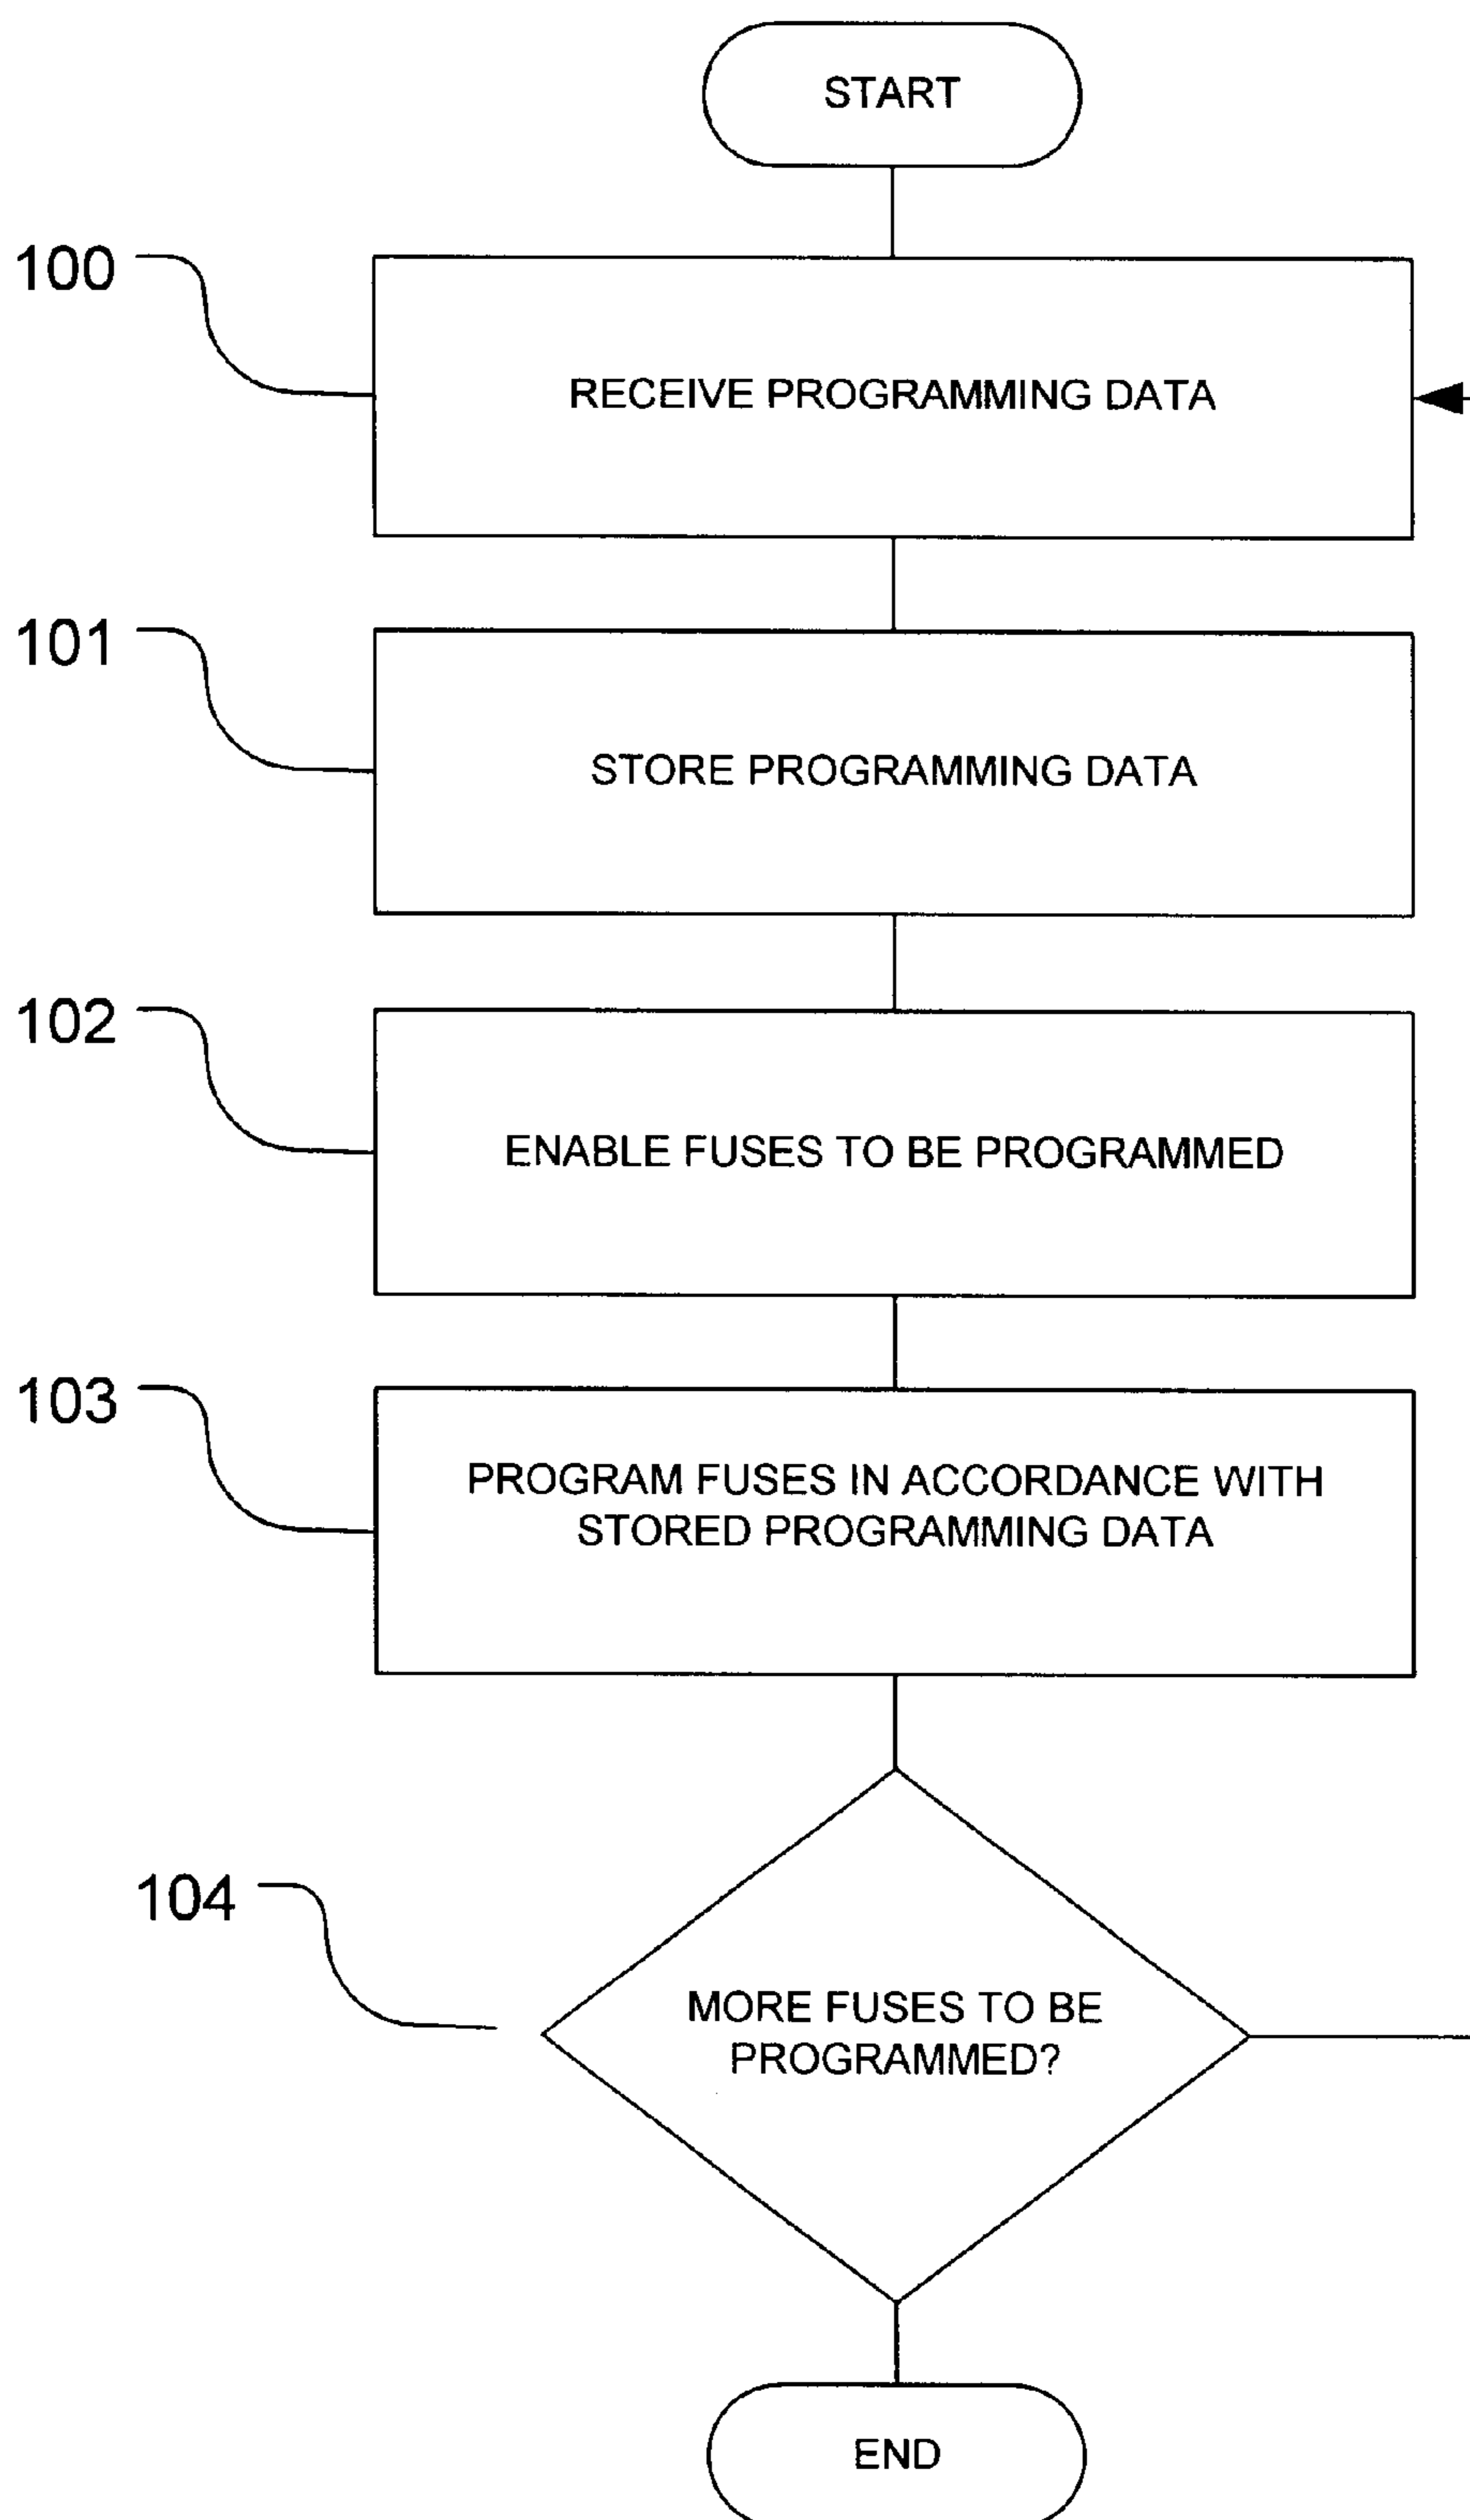 START
100
RECEIVE PROGRAMMING DATA
101
STORE PROGRAMMING DATA
102
ENABLE FUSES TO BE PROGRAMMED
103
PROGRAM FUSES IN ACCORDANCE WITH
STORED PROGRAMMING DATA
104
MORE FUSES TO BE
PROGRAMMED?
END